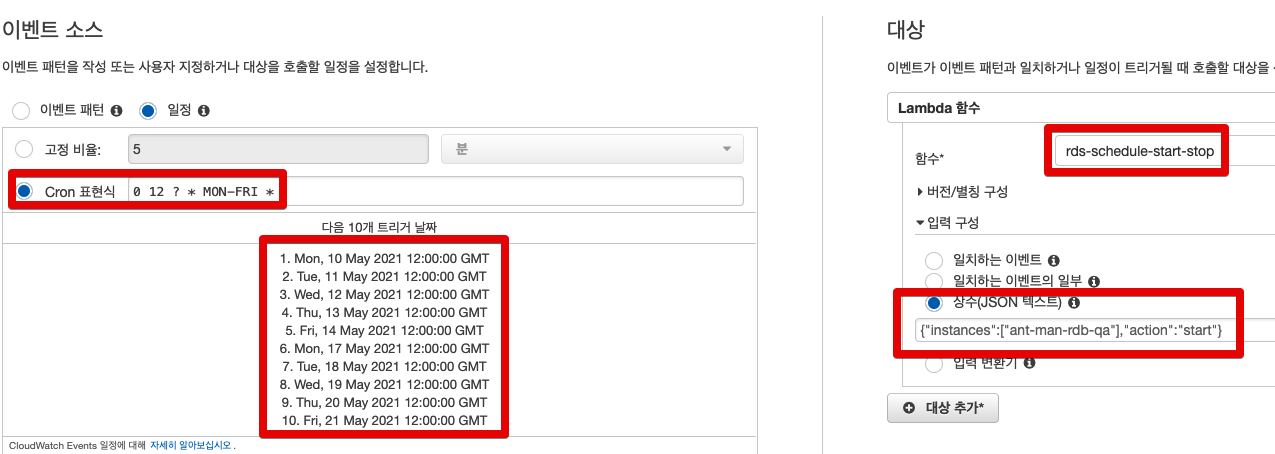 이벤트 소스
이벤트 패턴을 작성 또는 사용자 지정하거나 대상을 호출할 일정을 설정합니다.
이벤트 패턴 일정
고정 비율: 5 분
Cron 표현식 0 12 ? * MON-FRI *
다음 10개 트리거 날짜
1. Mon, 10 May 2021 12:00:00 GMT
2. Tue, 11 May 2021 12:00:00 GMT
3. Wed, 12 May 2021 12:00:00 GMT
4. Thu, 13 May 2021 12:00:00 GMT
5. Fri, 14 May 2021 12:00:00 GMT
6. Mon, 17 May 2021 12:00:00 GMT
7. Tue, 18 May 2021 12:00:00 GMT
8. Wed, 19 May 2021 12:00:00 GMT
9. Thu, 20 May 2021 12:00:00 GMT
10. Fri, 21 May 2021 12:00:00 GMT
CloudWatch Events 일정에 대해 자세히 알아보십시오 .
대상
이벤트가 이벤트 패턴과 일치하거나 일정이 트리거될 때 호출할 대상을
Lambda 함수
함수* rds-schedule-start-stop
버전/별칭 구성
입력 구성
일치하는 이벤트
일치하는 이벤트의 일부
상수(JSON 텍스트)
{"instances":["ant-man-rdb-qa"],"action":"start"}
입력 변환기
대상 추가*